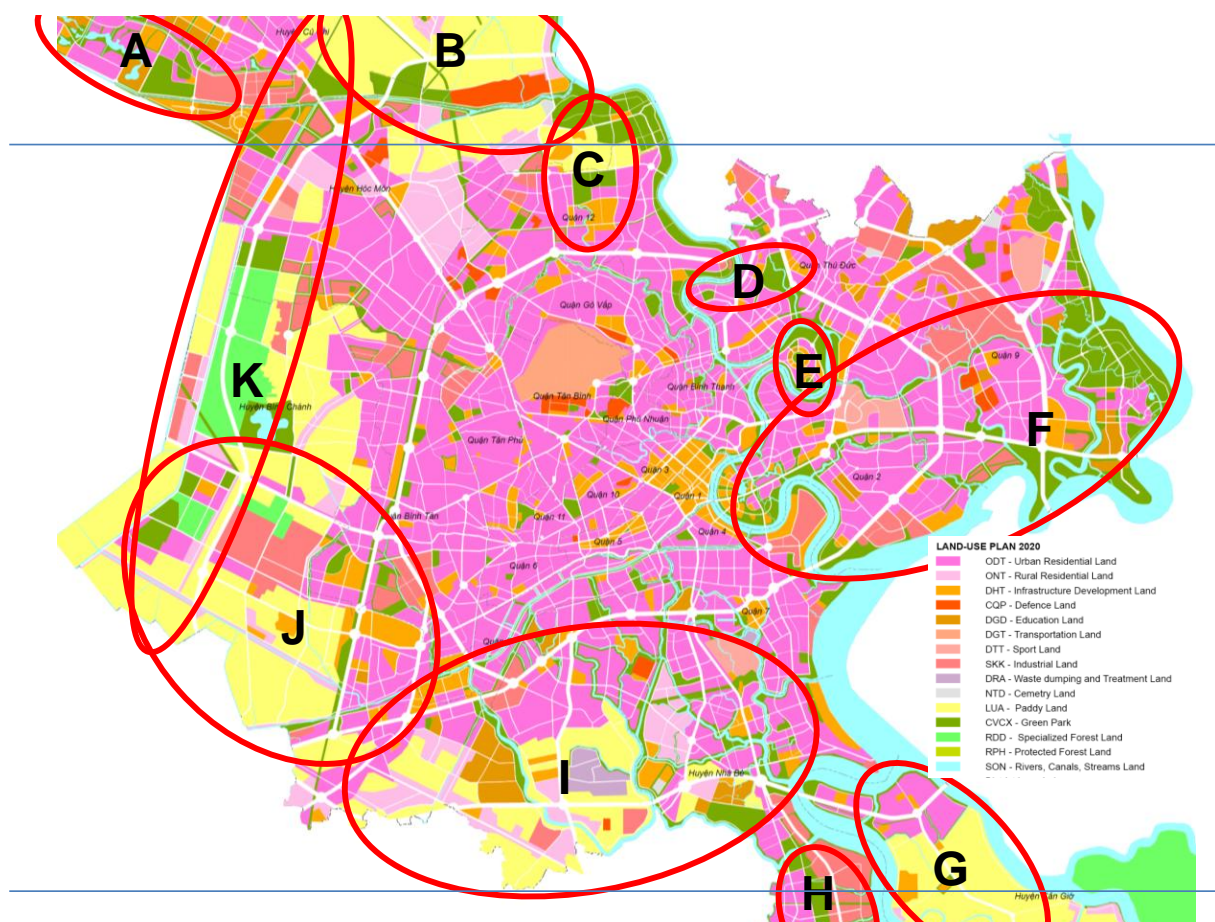 Huyện Củ Chi
A
B
C
Huyện Hóc Môn
Quận 12
D
Quận Thủ Đức
Quận Gò Vấp
E
Quận 9
K
Quận Bình Thạnh
Quận Tân Bình
Huyện Bình Chánh
Quận Phú Nhuận
F
Quận Tân Phú
Quận 3
Quận 2
Quận 10
Quận 1
Quận Bình Tân
Quận 11
Quận 4
Quận 5
Quận 6
Quận 7
J
Quận
Huyện Nhà Bè
I
G
H
Huyện Cần Giờ
LAND-USE PLAN 2020
ODT - Urban Residential Land
ONT - Rural Residential Land
DHT - Infrastructure Development Land
CQP - Defence Land
DGD - Education Land
DGT - Transportation Land
DTT - Sport Land
SKK - Industrial Land
DRA - Waste dumping and Treatment Land
NTD - Cemetry Land
LUA - Paddy Land
CVCX - Green Park
RDD - Specialized Forest Land
RPH - Protected Forest Land
SON - Rivers, Canals, Streams Land